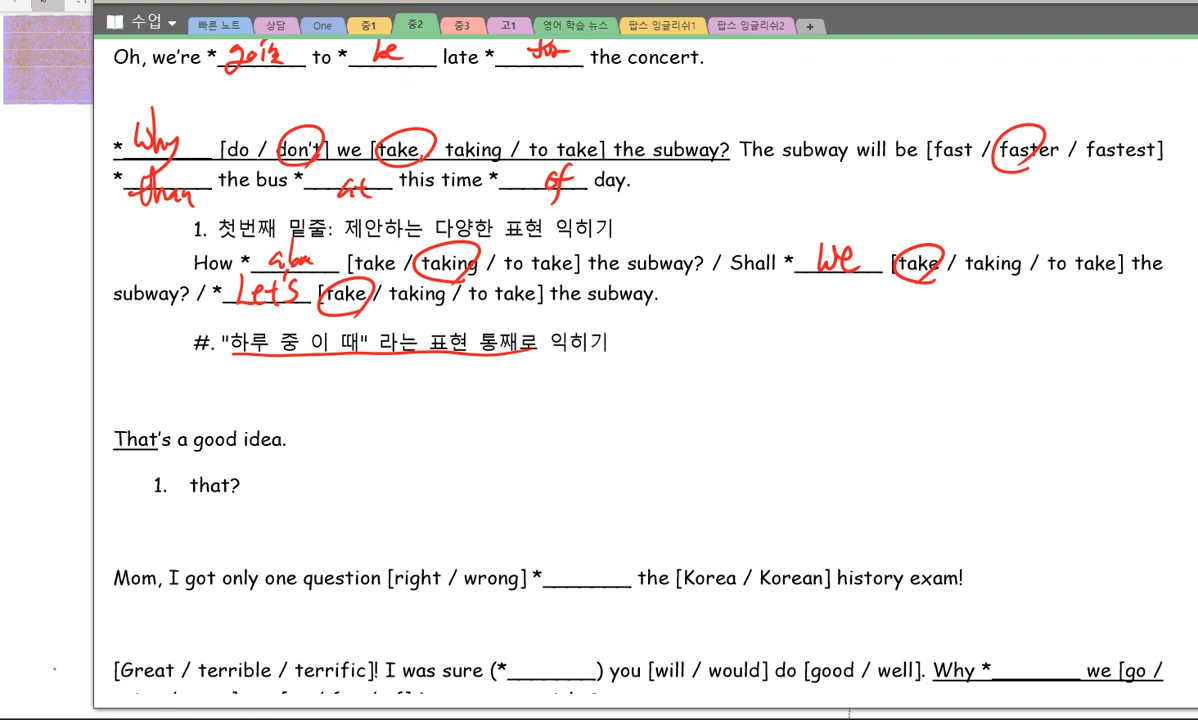 수업 빠른 노트 상담 One 중1 중2 중3 고1 영어 학습 뉴스 팝스 잉글리쉬1 팝스 잉글리쉬2 +
Oh, we're * to * be late * the concert.
* Why [do / don't] we [take, taking / to take] the subway? The subway will be [fast / faster / fastest]
* than the bus * at this time * of day.
1. 첫번째 밑줄: 제안하는 다양한 표현 익히기
How * [take / taking / to take] the subway? / Shall * we [take / taking / to take] the
subway? / * Let's [take / taking / to take] the subway.
#. "하루 중 이 때" 라는 표현 통째로 익히기
That's a good idea.
1. that?
Mom, I got only one question [right / wrong] *________ the [Korea / Korean] history exam!
[Great / terrible / terrific]! I was sure (*________) you [will / would] do [good / well]. Why *________ we [go /